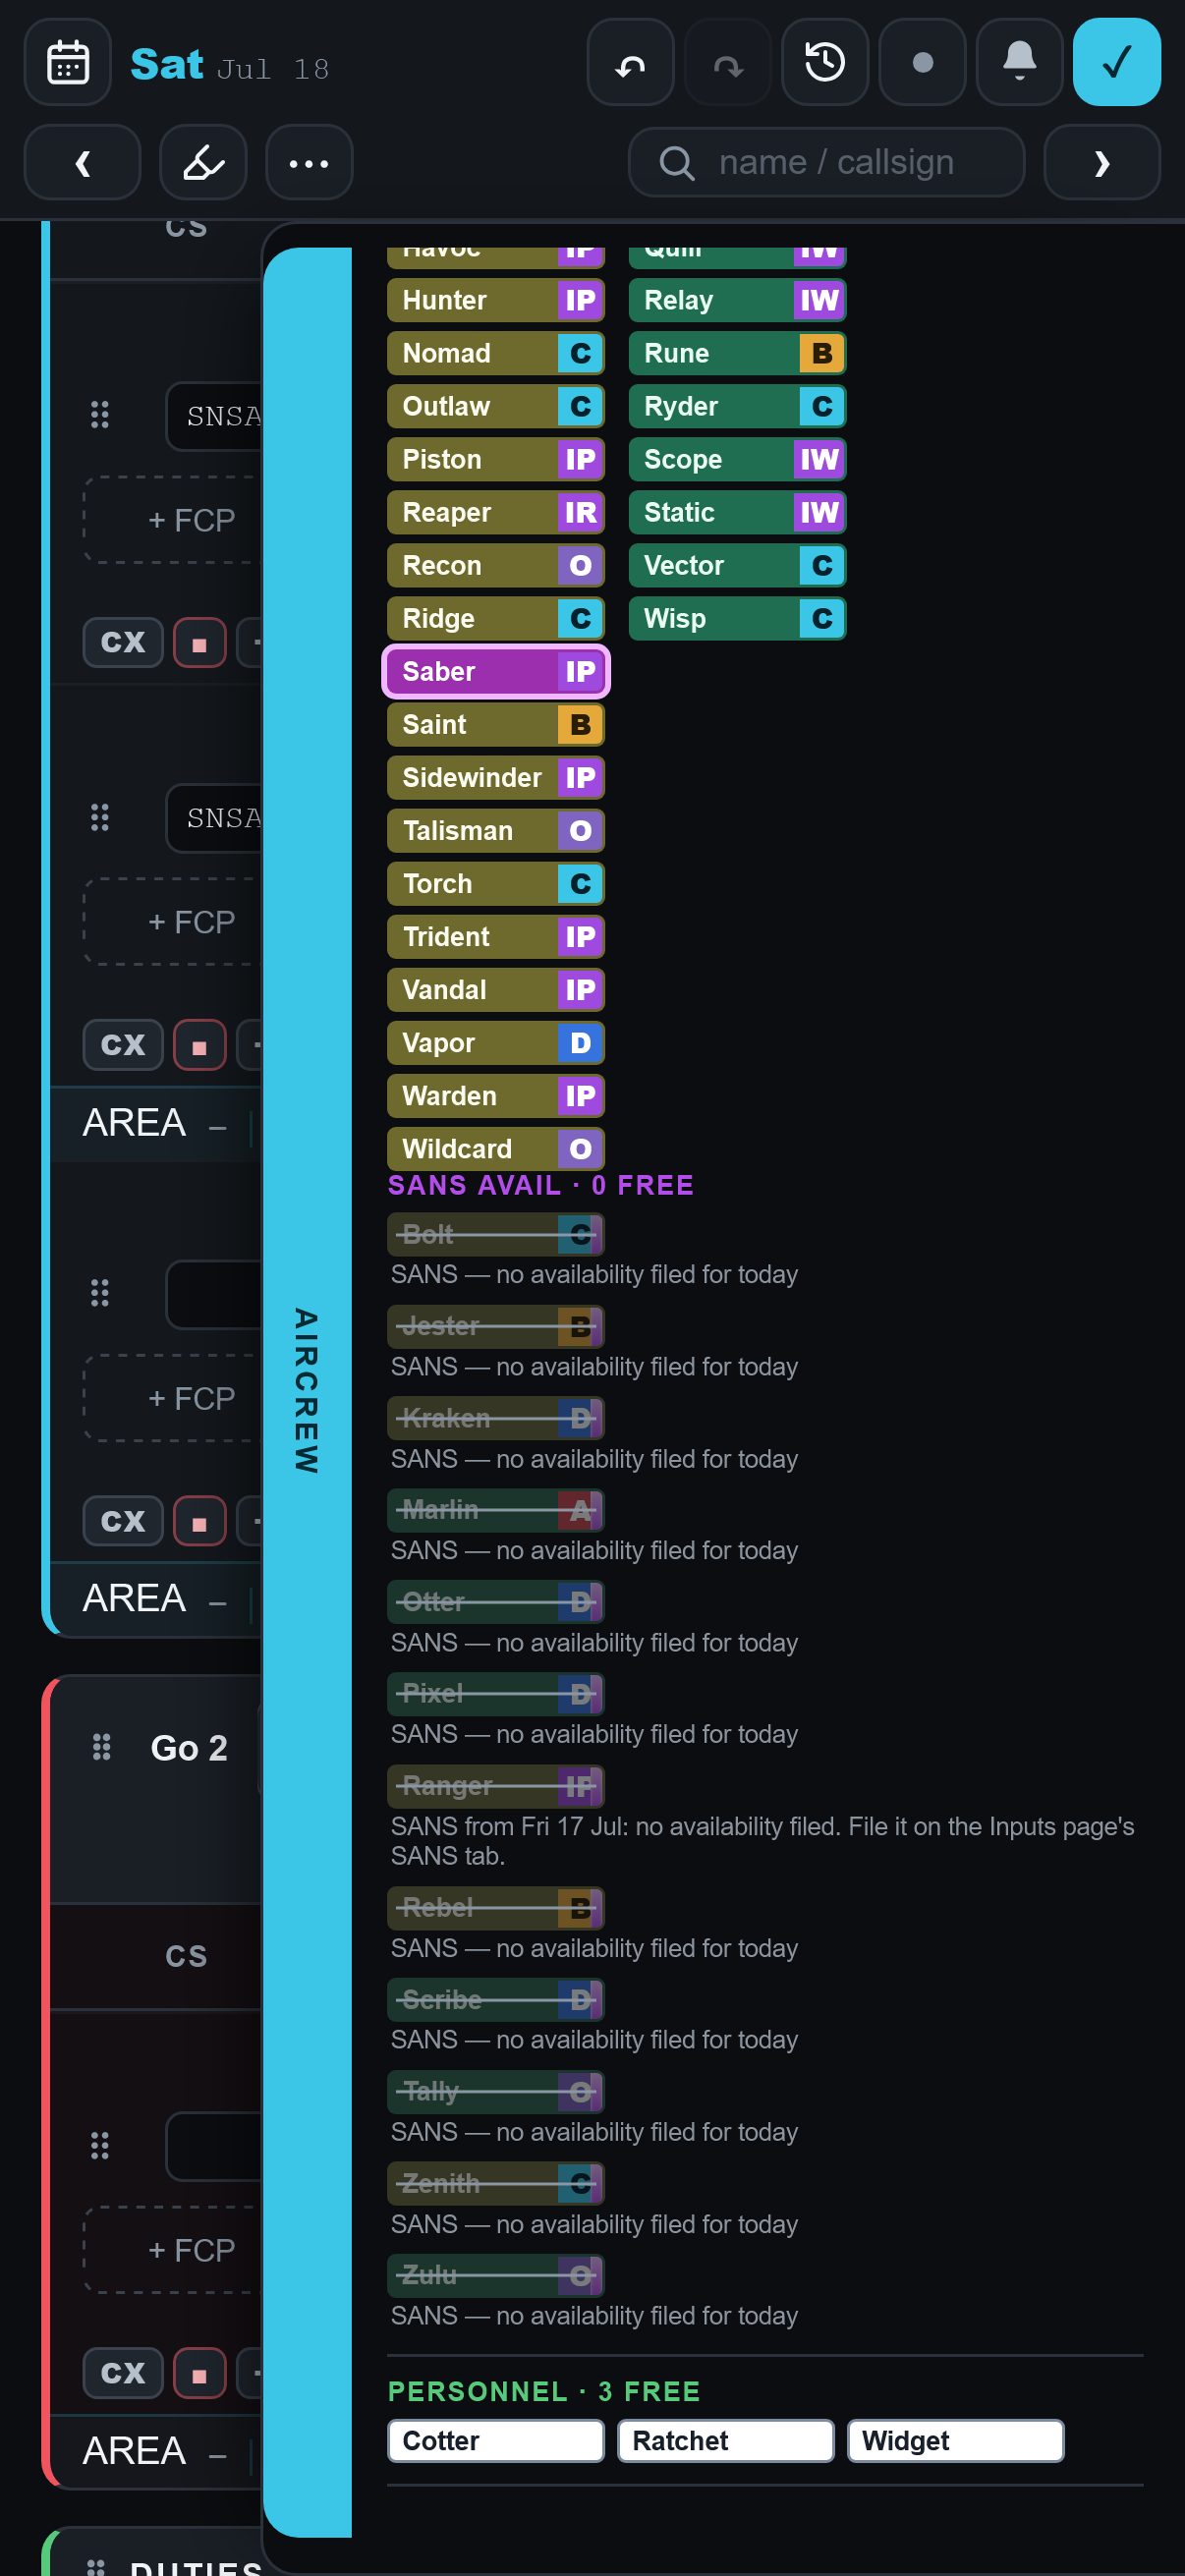 Sat Jul 18
name / callsign
CS
SNSA
+ FCP
CX
SNSA
+ FCP
CX
AREA –
+ FCP
CX
AREA –
Go 2
CS
+ FCP
CX
AREA –
DUTIES
AIRCREW
Havoc IP
Quill IW
Hunter IP
Relay IW
Nomad C
Rune B
Outlaw C
Ryder C
Piston IP
Scope IW
Reaper IR
Static IW
Recon O
Vector C
Ridge C
Wisp C
Saber IP
Saint B
Sidewinder IP
Talisman O
Torch C
Trident IP
Vandal IP
Vapor D
Warden IP
Wildcard O
SANS AVAIL · 0 FREE
Bolt C
SANS — no availability filed for today
Jester B
SANS — no availability filed for today
Kraken D
SANS — no availability filed for today
Marlin A
SANS — no availability filed for today
Otter D
SANS — no availability filed for today
Pixel D
SANS — no availability filed for today
Ranger IP
SANS from Fri 17 Jul: no availability filed. File it on the Inputs page's
SANS tab.
Rebel B
SANS — no availability filed for today
Scribe D
SANS — no availability filed for today
Tally O
SANS — no availability filed for today
Zenith C
SANS — no availability filed for today
Zulu O
SANS — no availability filed for today
PERSONNEL · 3 FREE
Cotter
Ratchet
Widget